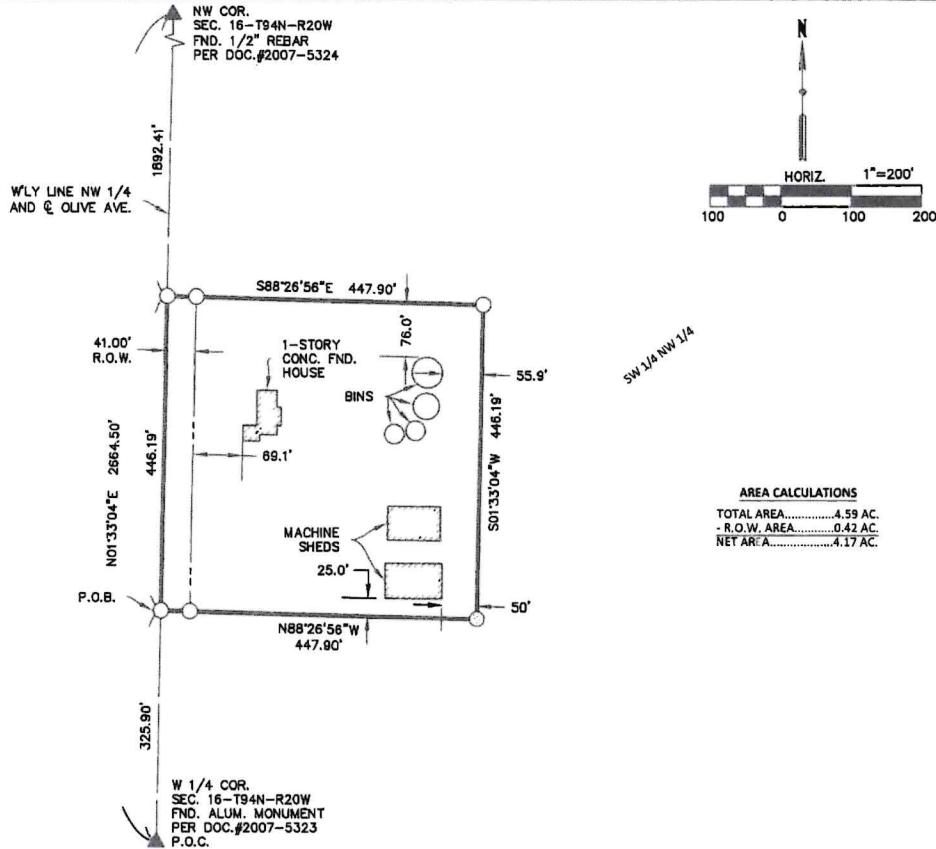 NW COR.
SEC. 16-T94N-R20W
FND. 1/2" REBAR
PER DOC.#2007-5324
N
1892.41'
HORIZ. 1"=200'
100 0 100 200
W'LY LINE NW 1/4
AND ℄ OLIVE AVE.
S88°26'56"E 447.90'
41.00'
R.O.W.
1-STORY
CONC. FND.
HOUSE
76.0'
BINS
55.9'
SW 1/4 NW 1/4
N01°33'04"E 2664.50'
446.19'
69.1'
S01°33'04"W 446.19'
AREA CALCULATIONS
TOTAL AREA..............4.59 AC.
- R.O.W. AREA............0.42 AC.
NET AREA.................4.17 AC.
MACHINE
SHEDS
25.0'
P.O.B.
50'
N88°26'56"W
447.90'
325.90'
W 1/4 COR.
SEC. 16-T94N-R20W
FND. ALUM. MONUMENT
PER DOC.#2007-5323
P.O.C.